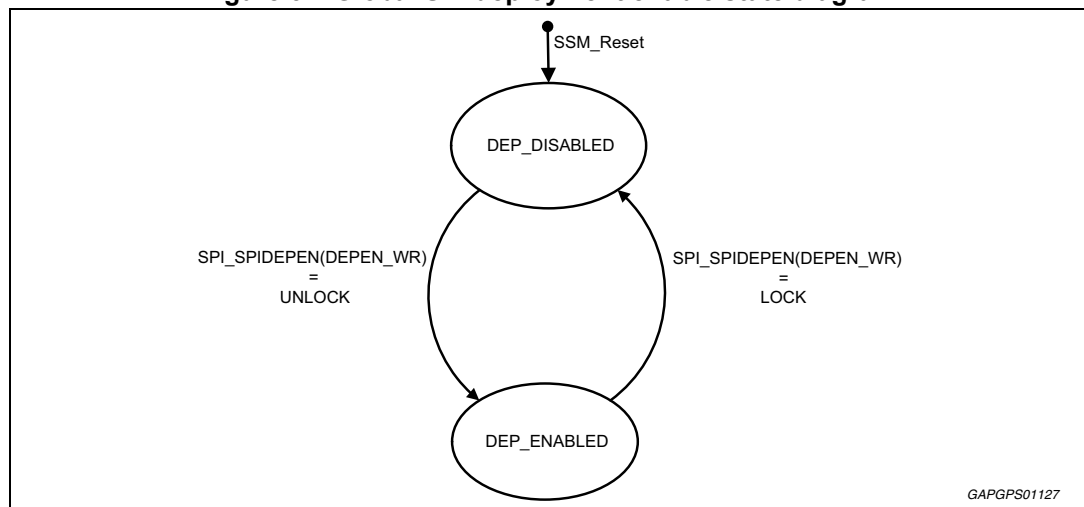 SSM_Reset
DEP_DISABLED
SPI_SPIDEPEN(DEPEN_WR)
=
UNLOCK
SPI_SPIDEPEN(DEPEN_WR)
=
LOCK
DEP_ENABLED
GAPGPS01127